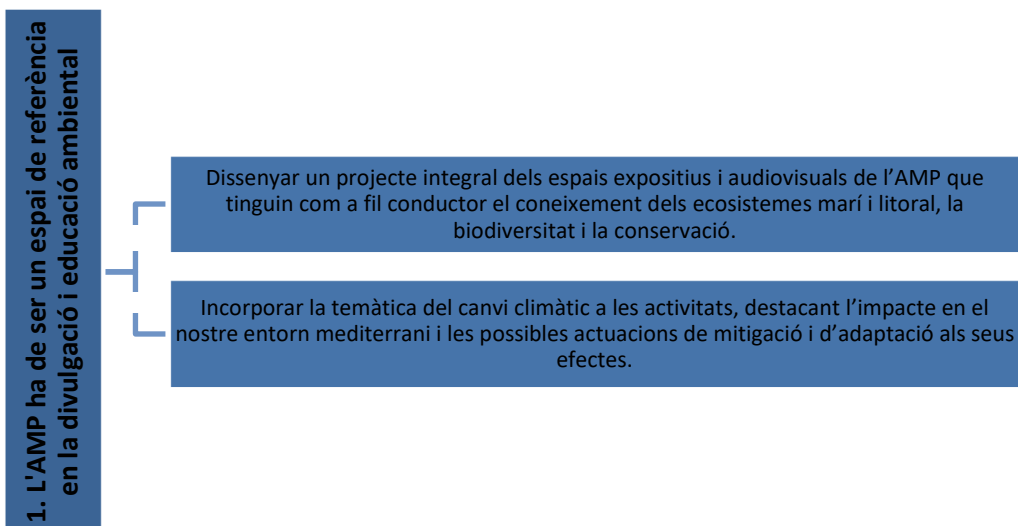 1. L'AMP ha de ser un espai de referència
en la divulgació i educació ambiental
Dissenyar un projecte integral dels espais expositius i audiovisuals de l’AMP que
tinguin com a fil conductor el coneixement dels ecosistemes marí i litoral, la
biodiversitat i la conservació.
Incorporar la temàtica del canvi climàtic a les activitats, destacant l’impacte en el
nostre entorn mediterrani i les possibles actuacions de mitigació i d’adaptació als seus
efectes.